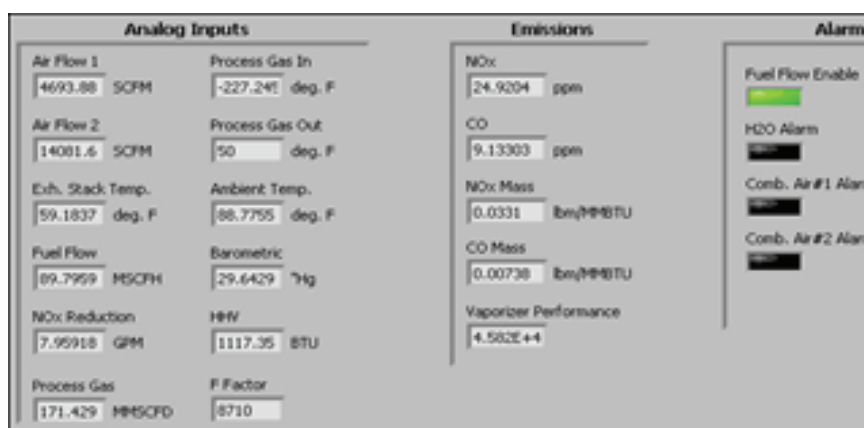 Analog Inputs Emissions Alarm
Air Flow 1 Process Gas In NOx
4693.88 SCFM -227.245 deg. F 24.9204 ppm Fuel Flow Enable
Air Flow 2 Process Gas Out CO H2O Alarm
14081.6 SCFM 50 deg. F 9.13303 ppm
Exh. Stack Temp. Ambient Temp. NOx Mass Comb. Air#1 Alar
59.1837 deg. F 88.7755 deg. F 0.0331 lbm/MMBTU
Fuel Flow Barometric CO Mass Comb. Air#2 Alar
89.7959 MSCFH 29.6429 "Hg 0.00738 lbm/MMBTU
NOx Reduction HHV Vaporizer Performance
7.95918 GPM 1117.35 BTU 4.582E+4
Process Gas F Factor
171.429 MMSCFD 8710